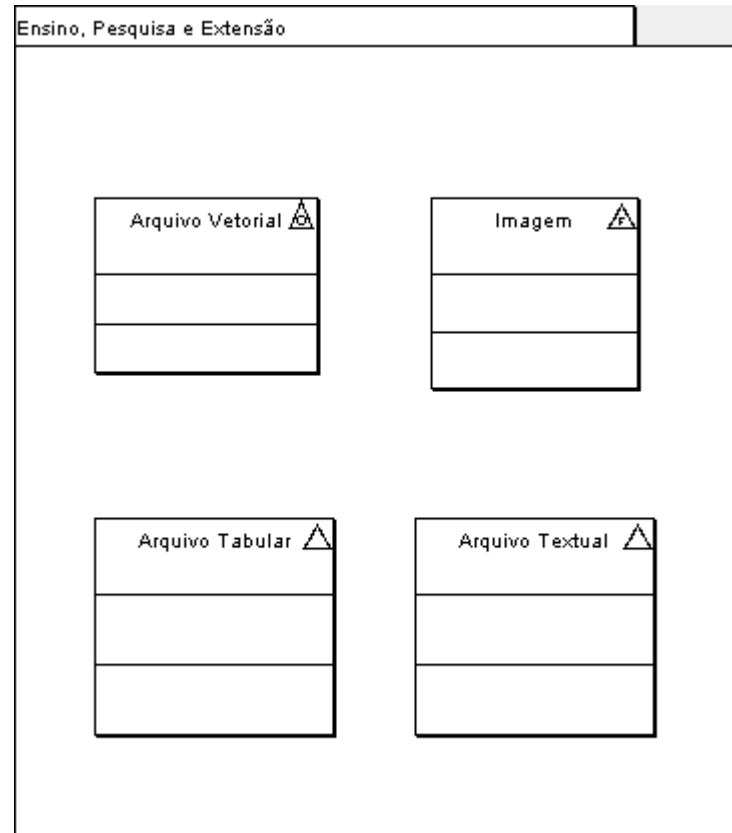 Ensino, Pesquisa e Extensão
Arquivo Vetorial
Imagem
F
Arquivo Tabular
Arquivo Textual